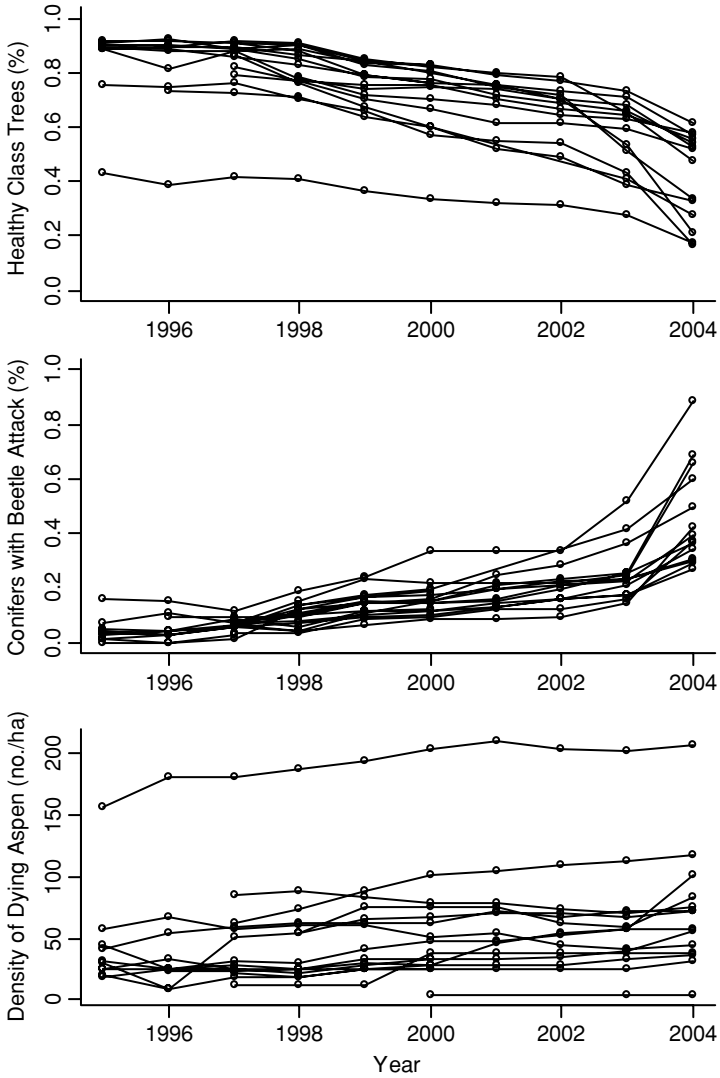 Healthy Class Trees (%)
1.0
0.8
0.6
0.4
0.2
0.0
1996 1998 2000 2002 2004
Conifers with Beetle Attack (%)
1.0
0.8
0.6
0.4
0.2
0.0
1996 1998 2000 2002 2004
Density of Dying Aspen (no./ha)
200
150
100
50
0
1996 1998 2000 2002 2004
Year